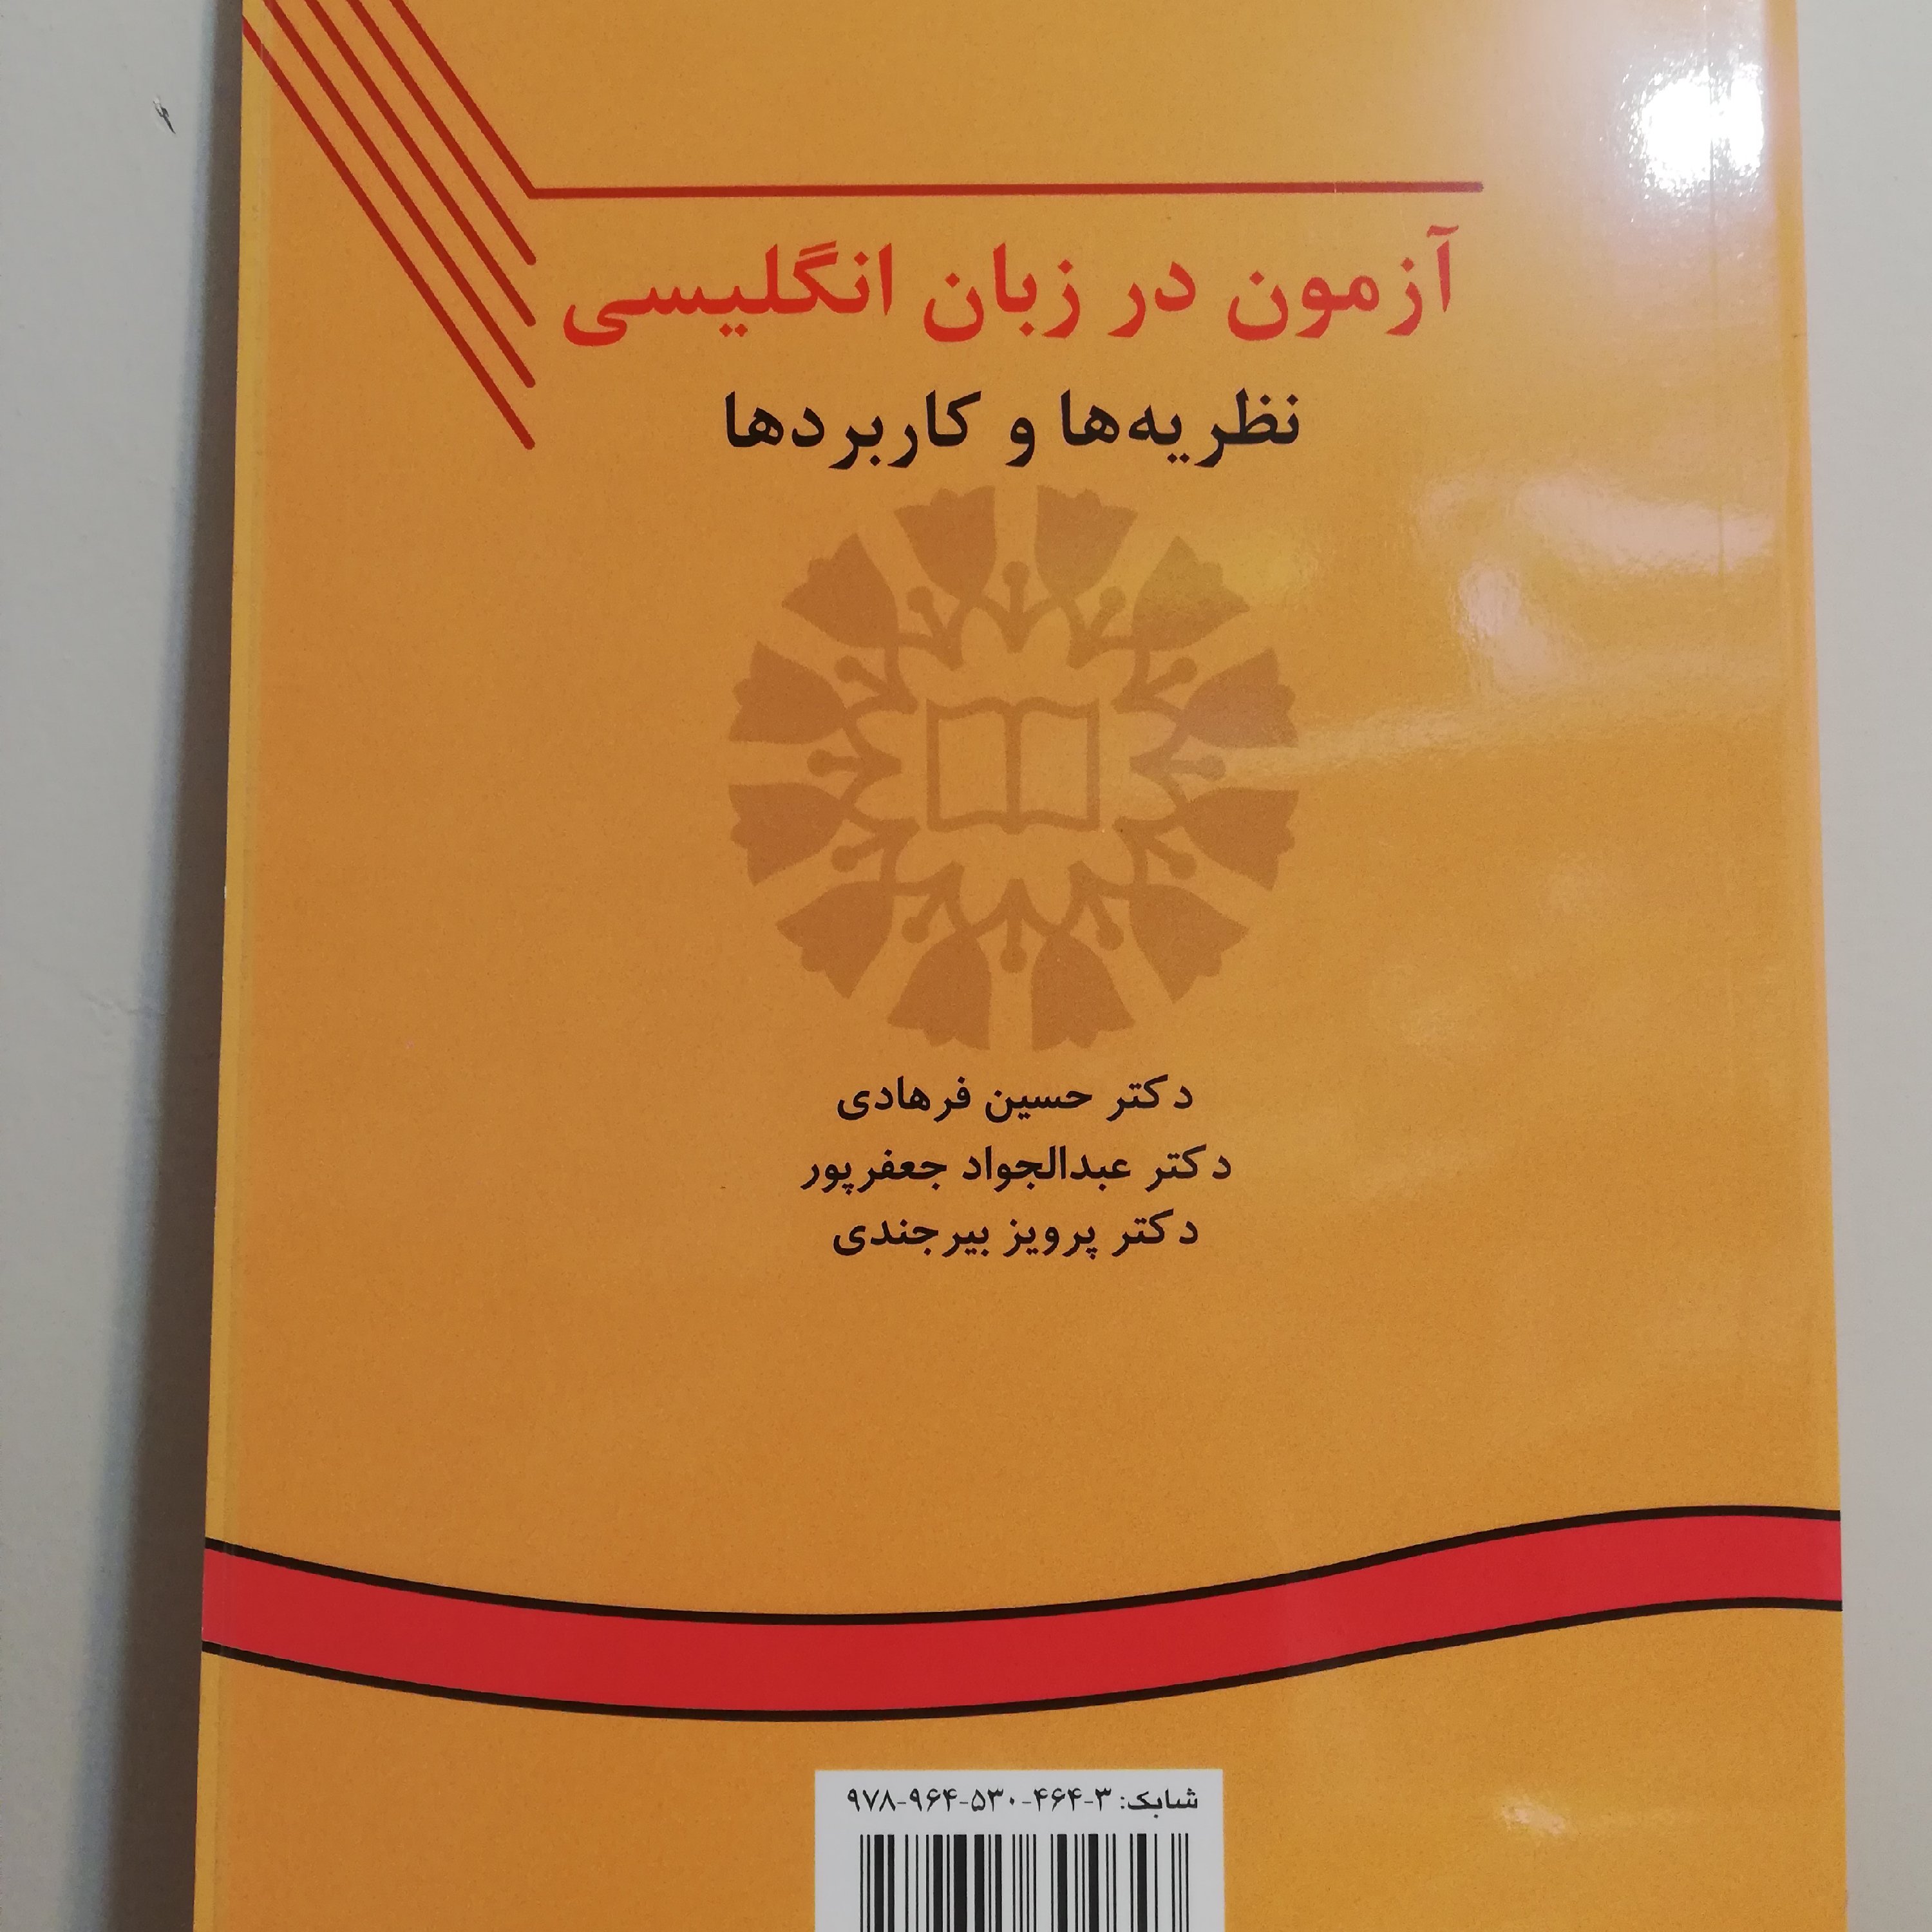 آزمون در زبان انگلیسی
نظریه‌ها و کاربردها
دکتر حسین فرهادی
دکتر عبدالجواد جعفرپور
دکتر پرویز بیرجندی
شابک: ۳-۴۶۴-۵۳۰-۹۶۴-۹۷۸